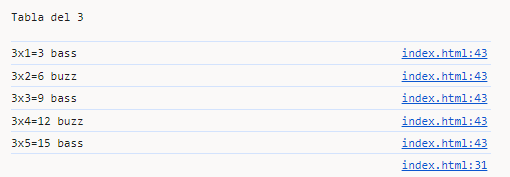 Tabla del 3
3x1=3 bass index.html:43
3x2=6 buzz index.html:43
3x3=9 bass index.html:43
3x4=12 buzz index.html:43
3x5=15 bass index.html:43
index.html:31